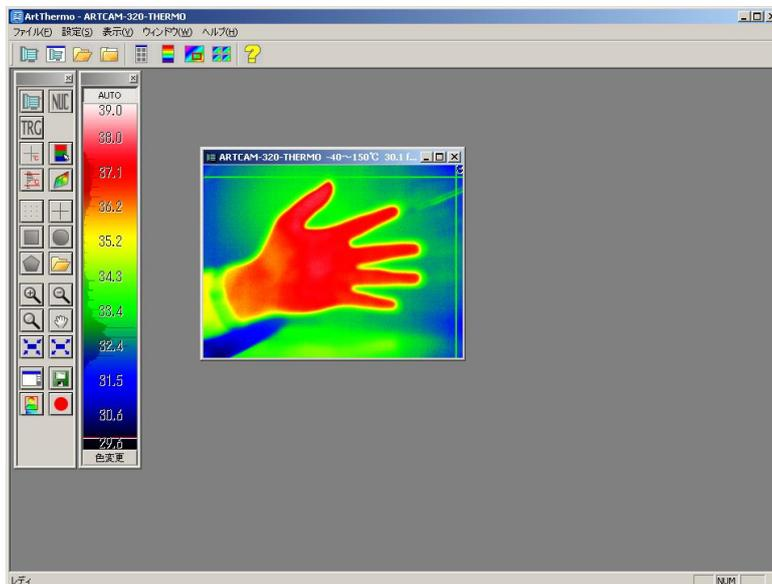 ArtThermo - ARTCAM-320-THERMO
ファイル(F) 設定(S) 表示(V) ウィンドウ(W) ヘルプ(H)
NUC
TRG
AUTO
39.0
38.0
37.1
36.2
35.2
34.3
33.4
32.4
31.5
30.6
29.6
色変更
ARTCAM-320-THERMO -40～150℃ 30.1 f...
レディ
NUM